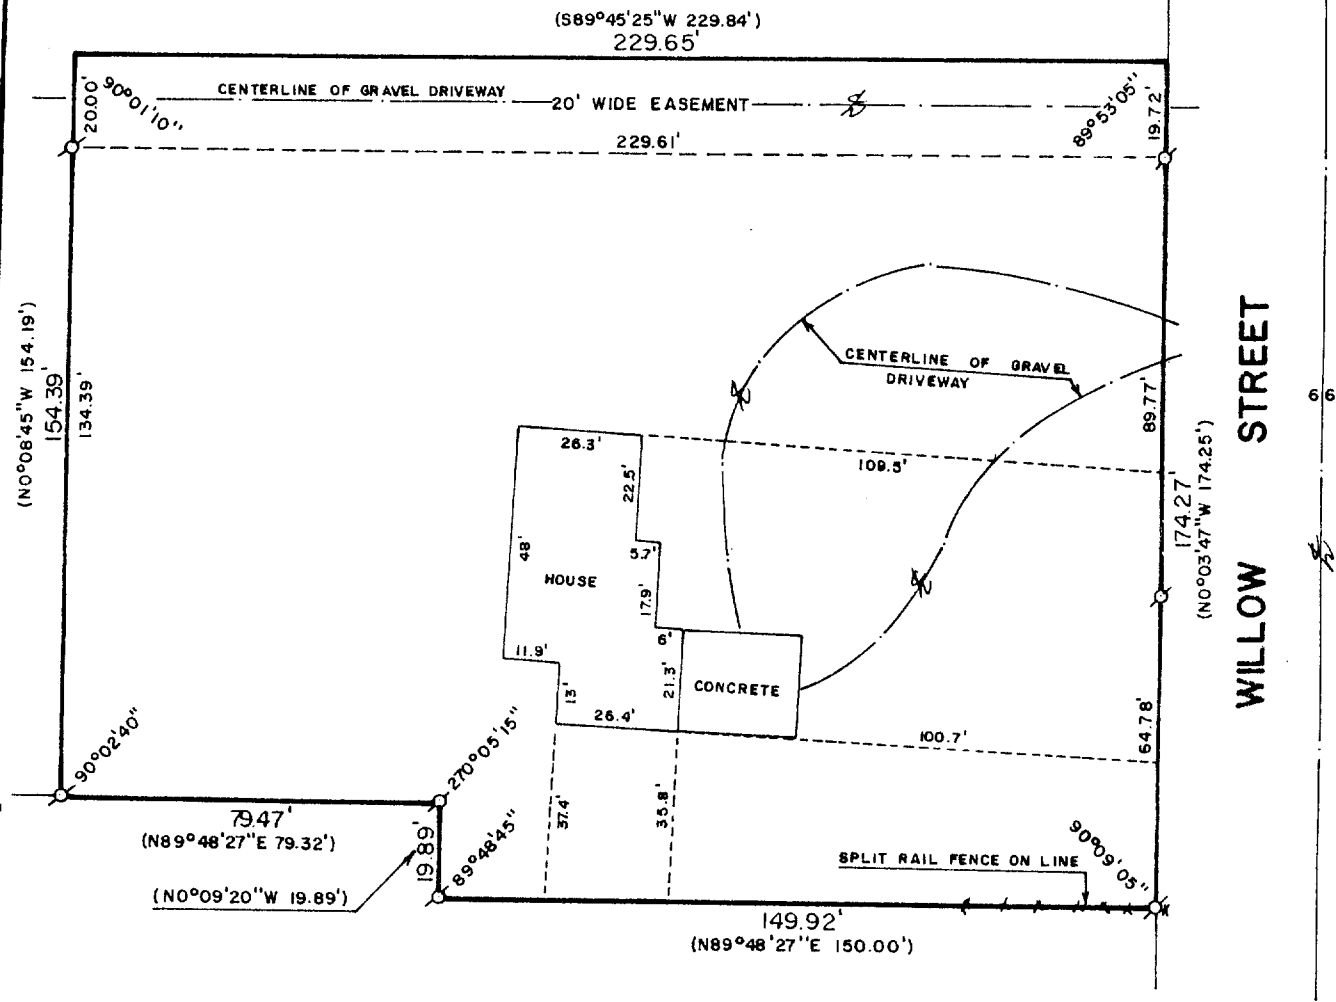 (S89°45'25"W 229.84')
229.65'
CENTERLINE OF GRAVEL DRIVEWAY
20' WIDE EASEMENT
20.00'
90°01'10"
89°53'05"
19.72'
229.61'
(N0°08'45"W 154.19')
154.39'
134.39'
CENTERLINE OF GRAVEL
DRIVEWAY
89.77'
174.27
(N0°03'47"W 174.25')
WILLOW STREET
66
26.3'
109.5'
22.5'
48'
5.7'
HOUSE
17.9'
6'
11.9'
13'
21.3'
CONCRETE
26.4'
100.7'
64.78'
90°02'40"
270°05'15"
37.4'
35.8'
79.47'
(N89°48'27"E 79.32')
19.89'
89°48'45"
(N0°09'20"W 19.89')
SPLIT RAIL FENCE ON LINE
90°09'05"
149.92'
(N89°48'27"E 150.00')